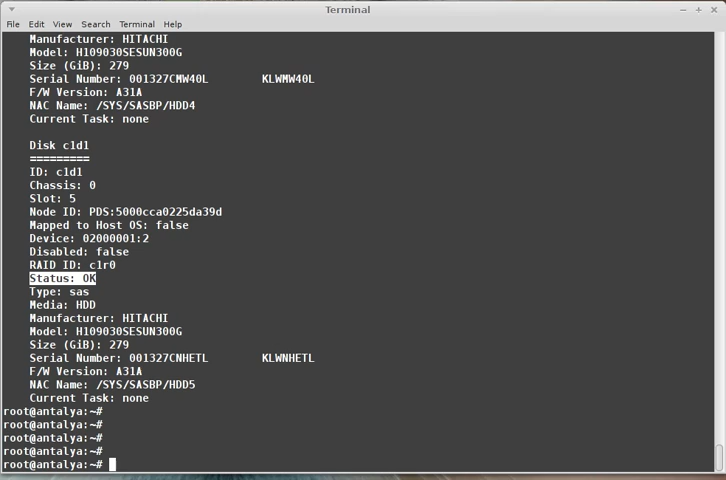 Terminal
File Edit View Search Terminal Help
Manufacturer: HITACHI
Model: H109030SESUN300G
Size (GiB): 279
Serial Number: 001327CMW40L KLWMW40L
F/W Version: A31A
NAC Name: /SYS/SASBP/HDD4
Current Task: none
Disk c1d1
=========
ID: c1d1
Chassis: 0
Slot: 5
Node ID: PDS:5000cca0225da39d
Mapped to Host OS: false
Device: 02000001:2
Disabled: false
RAID ID: c1r0
Status: OK
Type: sas
Media: HDD
Manufacturer: HITACHI
Model: H109030SESUN300G
Size (GiB): 279
Serial Number: 001327CNHETL KLWNHETL
F/W Version: A31A
NAC Name: /SYS/SASBP/HDD5
Current Task: none
root@antalya:~#
root@antalya:~#
root@antalya:~#
root@antalya:~#
root@antalya:~#